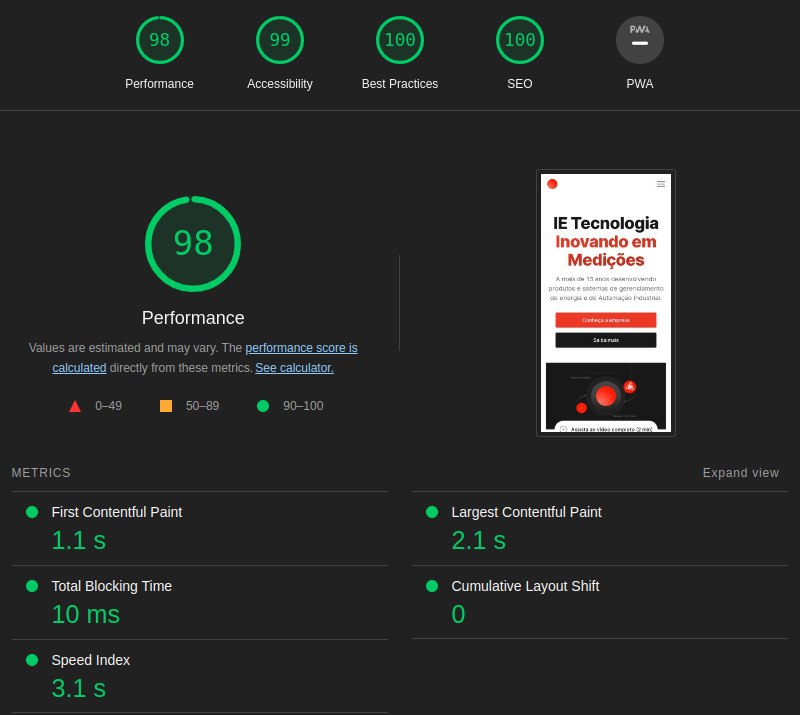 98
99
100
100
PWA
Performance
Accessibility
Best Practices
SEO
PWA
98
Performance
Values are estimated and may vary. The performance score is
calculated directly from these metrics. See calculator.
0–49
50–89
90–100
IE Tecnologia
Inovando em
Medições
A mais de 13 anos desenvolvendo
produtos e sistemas de gerenciamento
de energia e de Automação Industrial.
Conheça a empresa
Saiba mais
Assista ao vídeo completo (2 min)
METRICS
Expand view
First Contentful Paint
1.1 s
Largest Contentful Paint
2.1 s
Total Blocking Time
10 ms
Cumulative Layout Shift
0
Speed Index
3.1 s